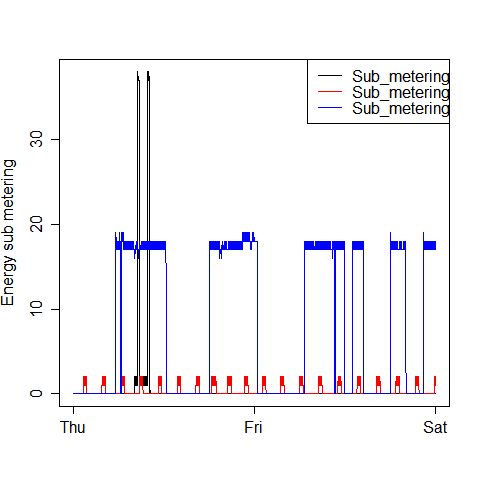 Sub_metering
Sub_metering
Sub_metering
Energy sub metering
30
20
10
0
Thu Fri Sat